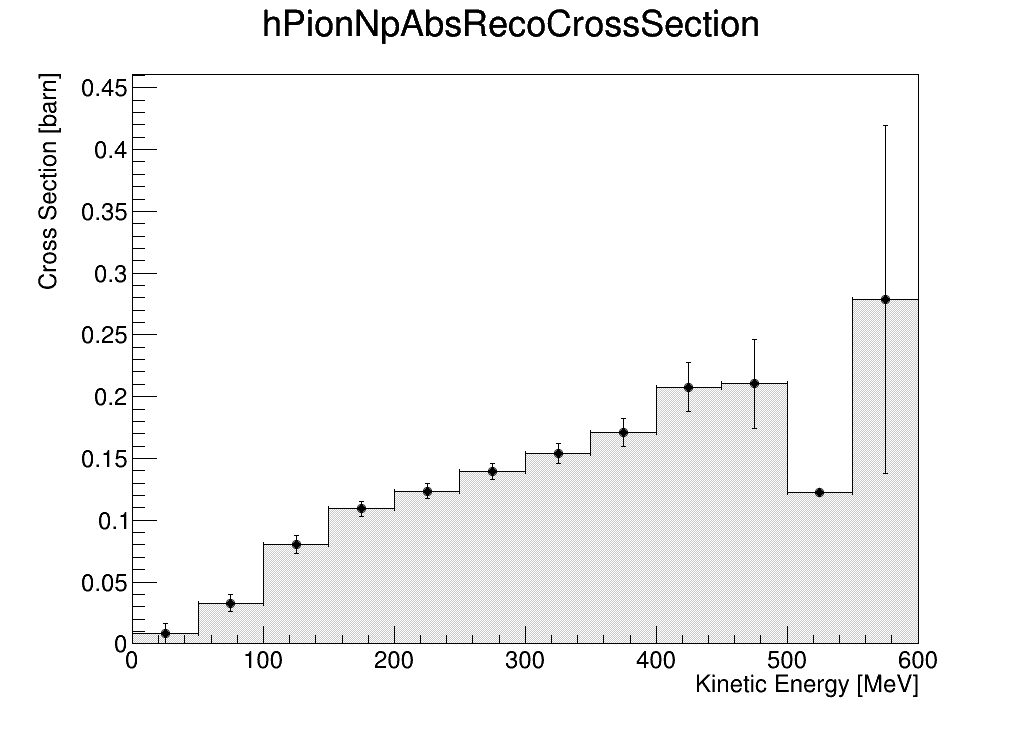 hPionNpAbsRecoCrossSection
Cross Section [barn]
0.45
0.4
0.35
0.3
0.25
0.2
0.15
0.1
0.05
0
0 100 200 300 400 500 600
Kinetic Energy [MeV]